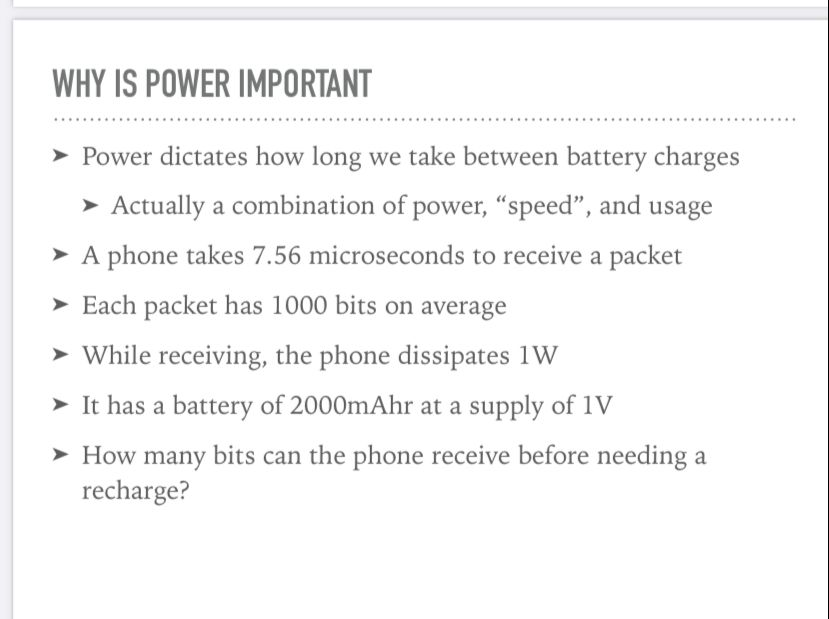 WHY IS POWER IMPORTANT
➤ Power dictates how long we take between battery charges
➤ Actually a combination of power, “speed”, and usage
➤ A phone takes 7.56 microseconds to receive a packet
➤ Each packet has 1000 bits on average
➤ While receiving, the phone dissipates 1W
➤ It has a battery of 2000mAhr at a supply of 1V
➤ How many bits can the phone receive before needing a
recharge?